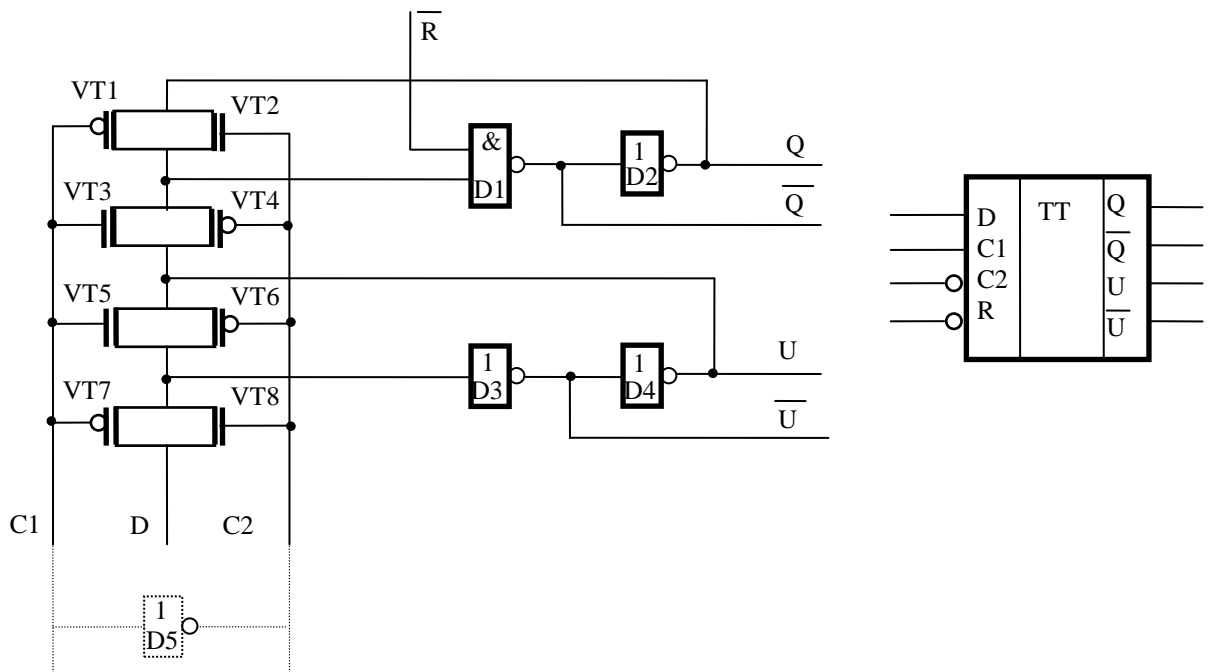 R
VT1
VT2
&
D1
1
D2
Q
Q
VT3
VT4
VT5
VT6
1
D3
1
D4
U
U
VT7
VT8
C1
D
C2
1
D5
D
C1
C2
R
TT
Q
Q
U
U